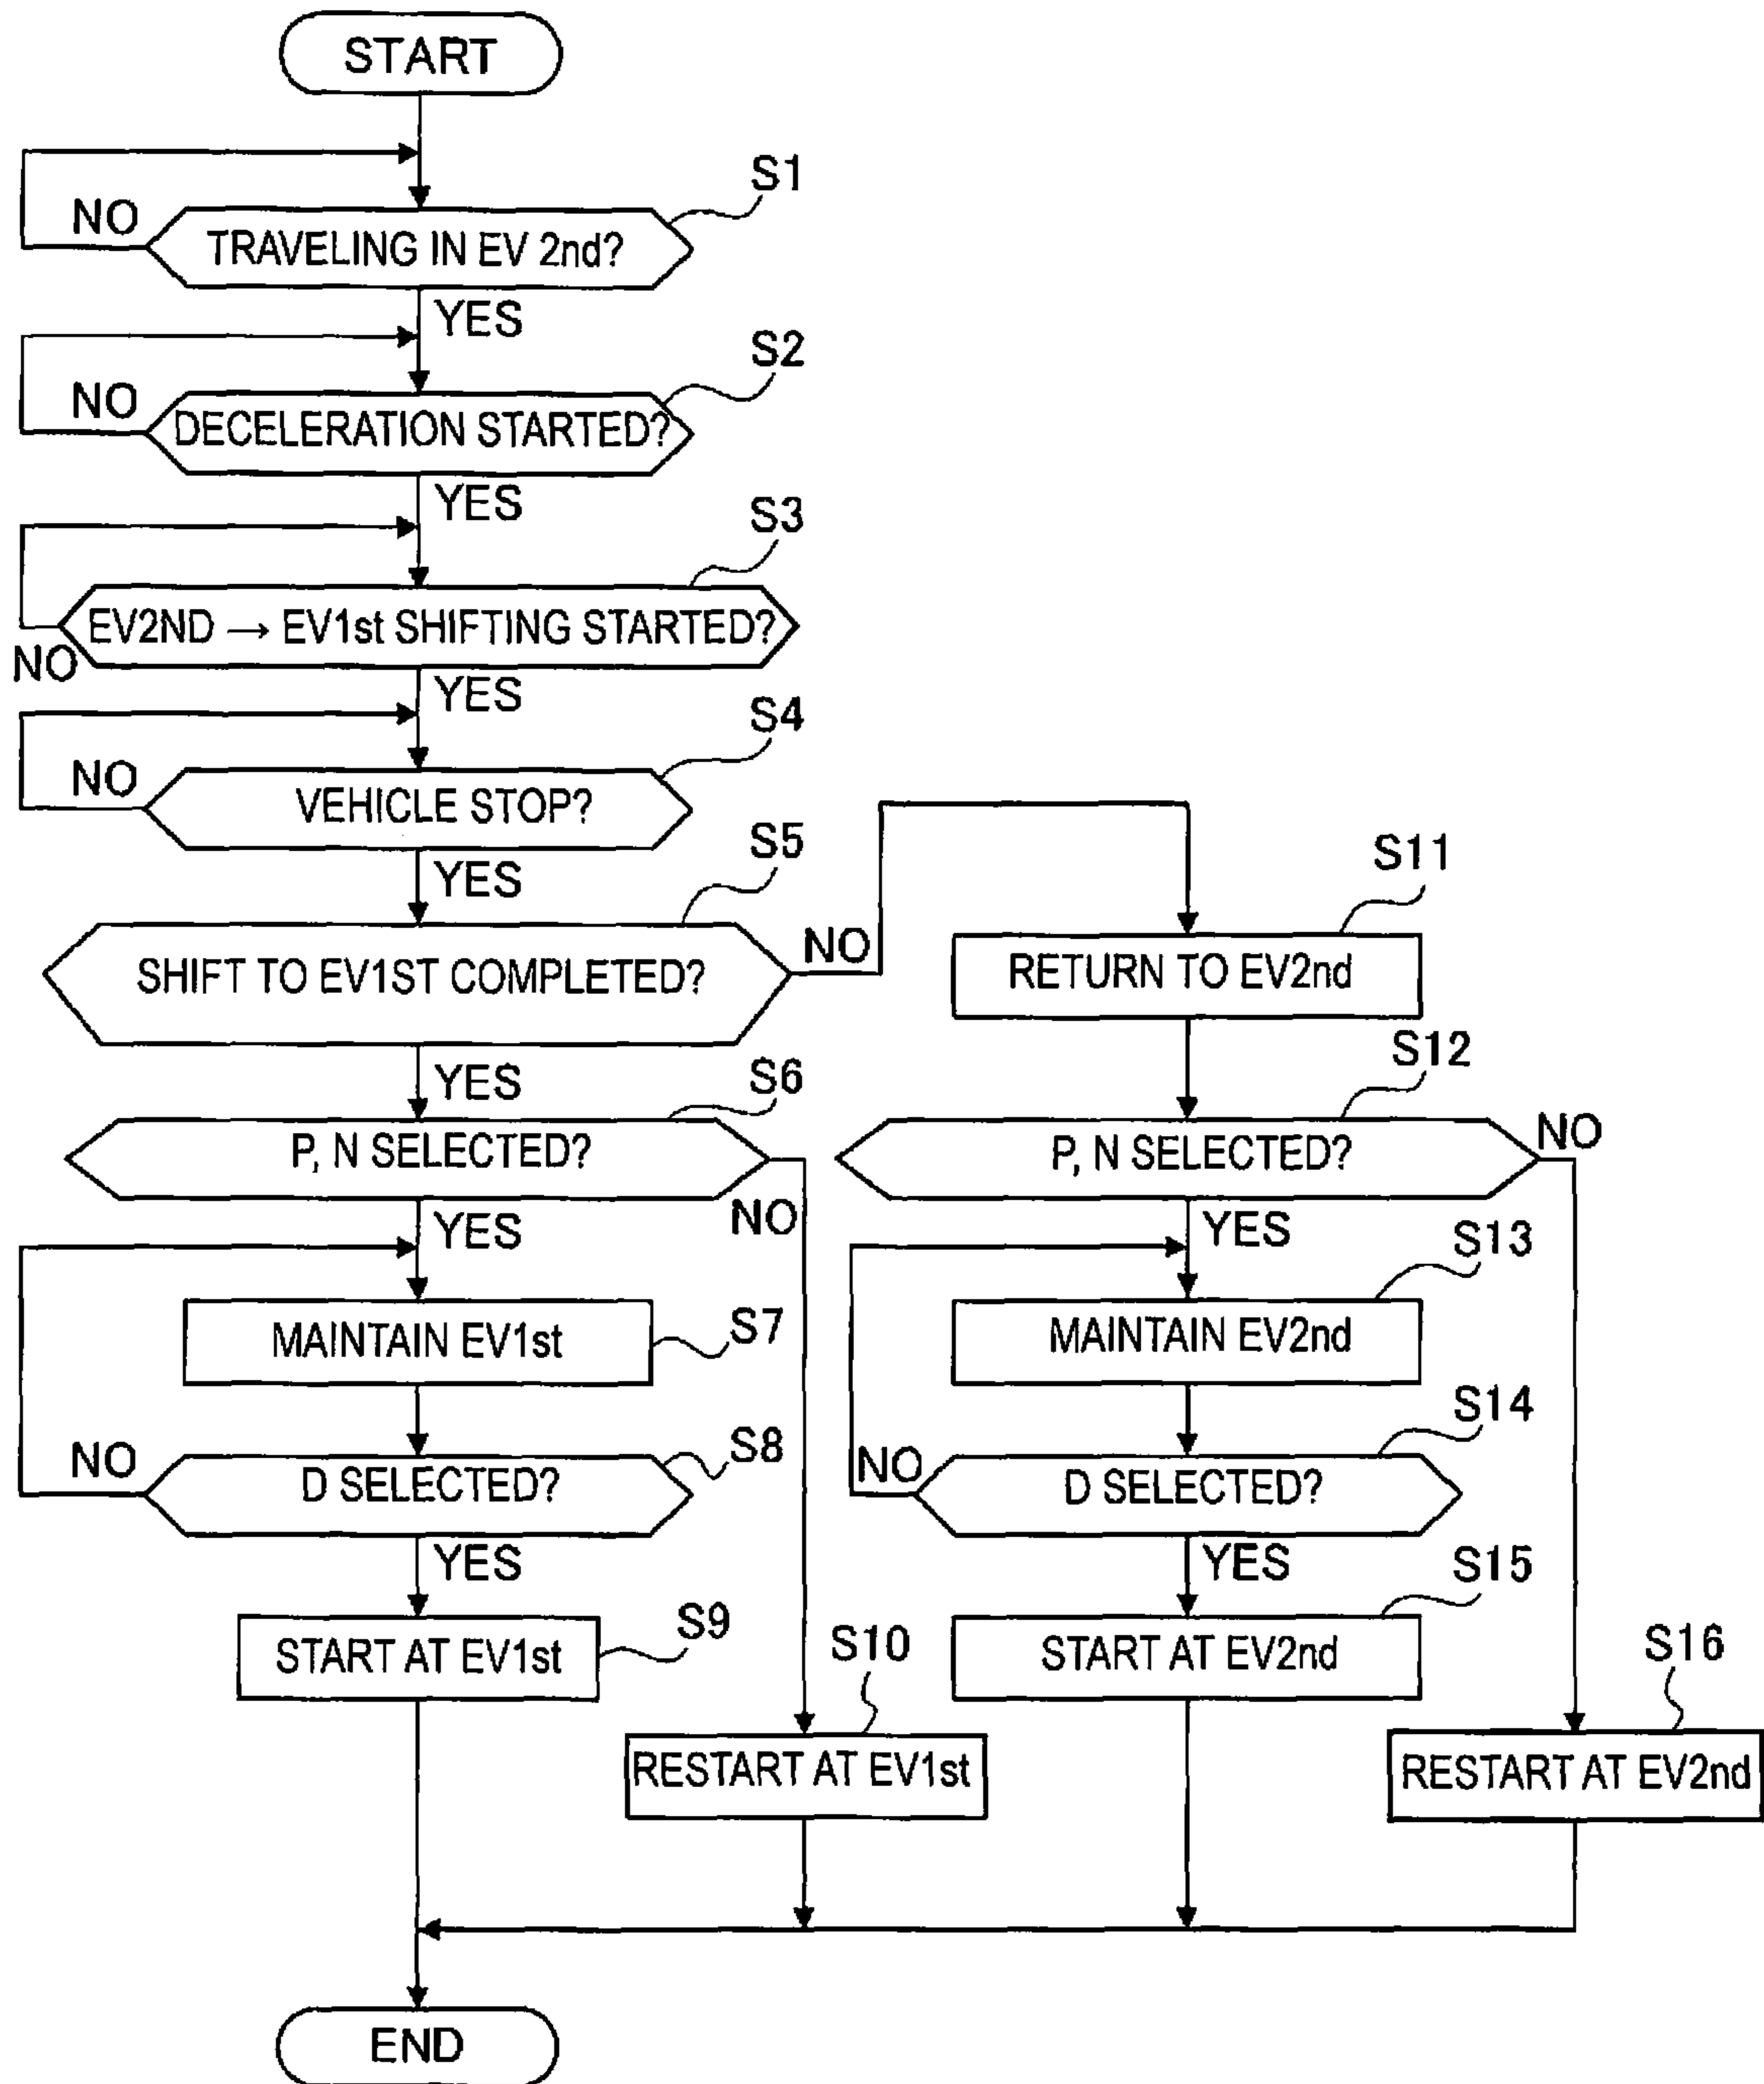 START
S1
NO
TRAVELING IN EV 2nd?
YES
S2
NO
DECELERATION STARTED?
YES
S3
EV2ND → EV1st SHIFTING STARTED?
NO
YES
S4
NO
VEHICLE STOP?
YES
S5
NO
SHIFT TO EV1ST COMPLETED?
S11
RETURN TO EV2nd
YES
S6
P, N SELECTED?
NO
S12
P, N SELECTED?
NO
YES
MAINTAIN EV1st
S7
YES
S13
MAINTAIN EV2nd
S8
NO
D SELECTED?
YES
S14
NO
D SELECTED?
YES
S9
START AT EV1st
S10
RESTART AT EV1st
S15
START AT EV2nd
S16
RESTART AT EV2nd
END